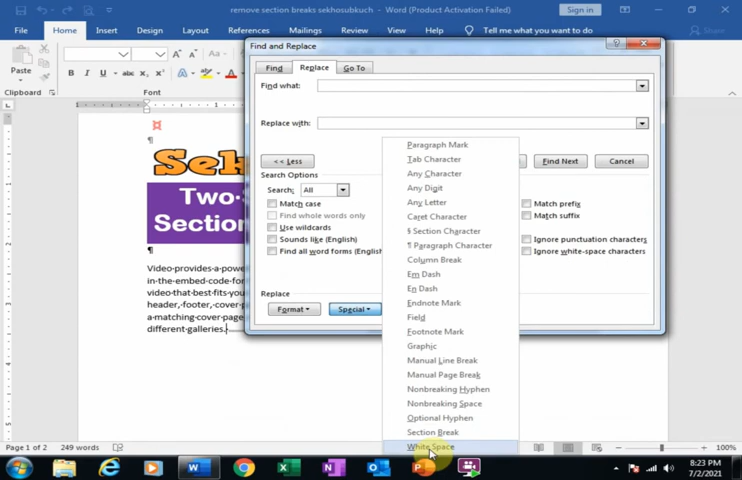 remove section breaks sekhosubkuch - Word (Product Activation Failed)
Sign in
File Home Insert Design Layout References Mailings Review View Help Tell me what you want to do Share
Paste
Clipboard
Font
Find and Replace
Find Replace Go To
Find what:
Replace with:
<< Less
Find Next
Cancel
Search Options
Search: All
Match case
Find whole words only
Use wildcards
Sounds like (English)
Find all word forms (English)
Match prefix
Match suffix
Ignore punctuation characters
Ignore white-space characters
Replace
Format
Special
Paragraph Mark
Tab Character
Any Character
Any Digit
Any Letter
Caret Character
§ Section Character
¶ Paragraph Character
Column Break
Em Dash
En Dash
Endnote Mark
Field
Footnote Mark
Graphic
Manual Line Break
Manual Page Break
Nonbreaking Hyphen
Nonbreaking Space
Optional Hyphen
Section Break
White Space
Sek
Two
Section
Video·provides·a·powe
in·the·embed·code·for
video·that·best·fits·you
header,·footer,·cover·p
a·matching·cover·page
different·galleries.
Page 1 of 2 249 words
100%
8:23 PM
7/2/2021